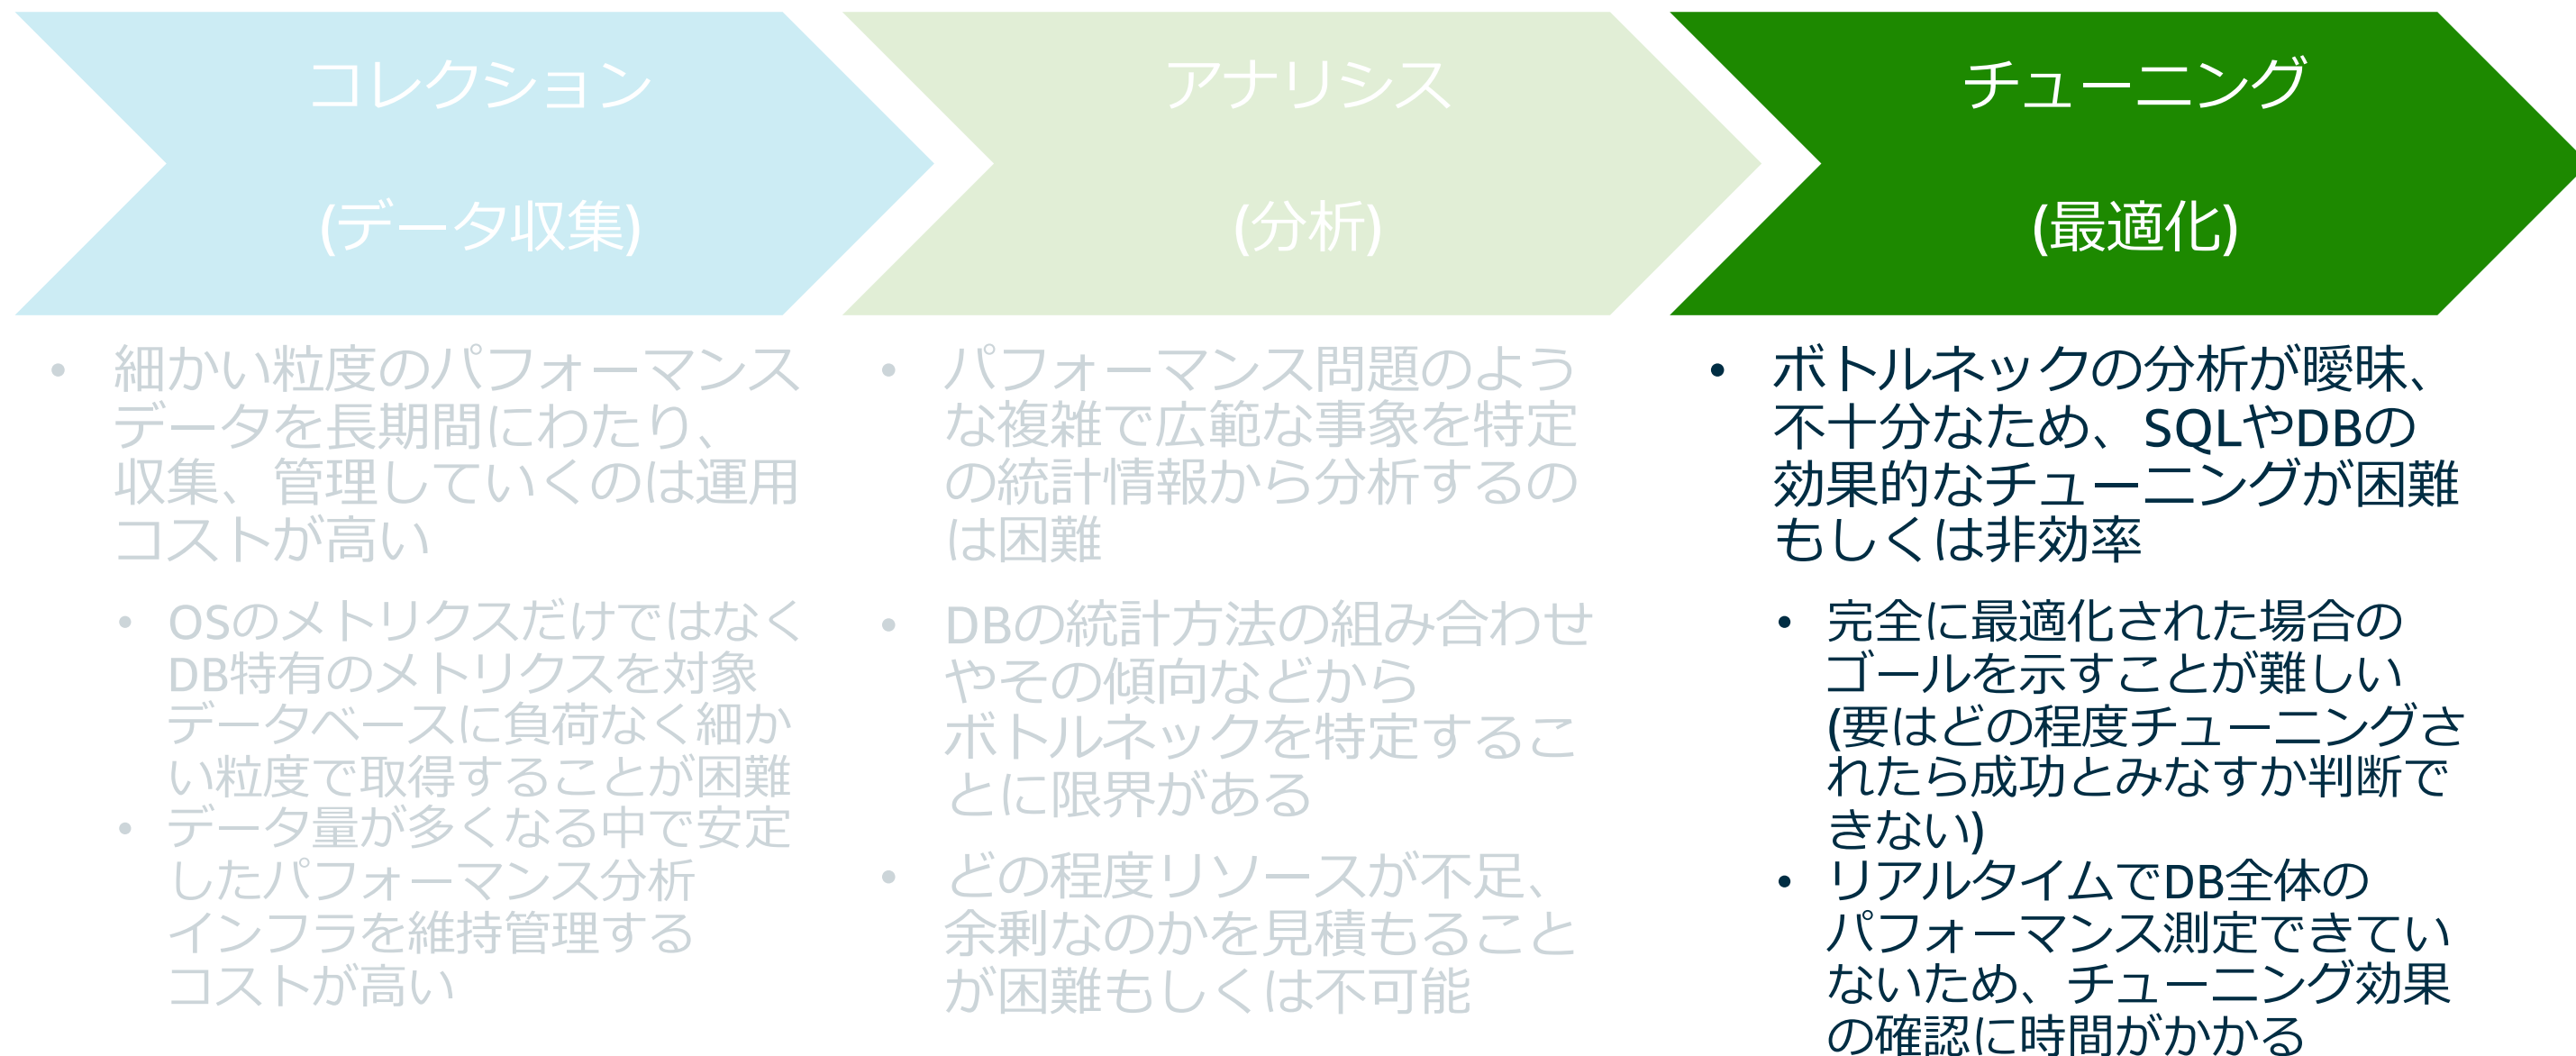 コレクション
(データ収集)
• 細かい粒度のパフォーマンス
データを長期間にわたり、
収集、管理していくのは運用
コストが高い
• OSのメトリクスだけではなく
DB特有のメトリクスを対象
データベースに負荷なく細か
い粒度で取得することが困難
• データ量が多くなる中で安定
したパフォーマンス分析
インフラを維持管理する
コストが高い
アナリシス
(分析)
• パフォーマンス問題のよう
な複雑で広範な事象を特定
の統計情報から分析するの
は困難
• DBの統計方法の組み合わせ
やその傾向などから
ボトルネックを特定するこ
とに限界がある
• どの程度リソースが不足、
余剰なのかを見積もること
が困難もしくは不可能
チューニング
(最適化)
• ボトルネックの分析が曖昧、
不十分なため、SQLやDBの
効果的なチューニングが困難
もしくは非効率
• 完全に最適化された場合の
ゴールを示すことが難しい
(要はどの程度チューニングさ
れたら成功とみなすか判断で
きない)
• リアルタイムでDB全体の
パフォーマンス測定できてい
ないため、チューニング効果
の確認に時間がかかる